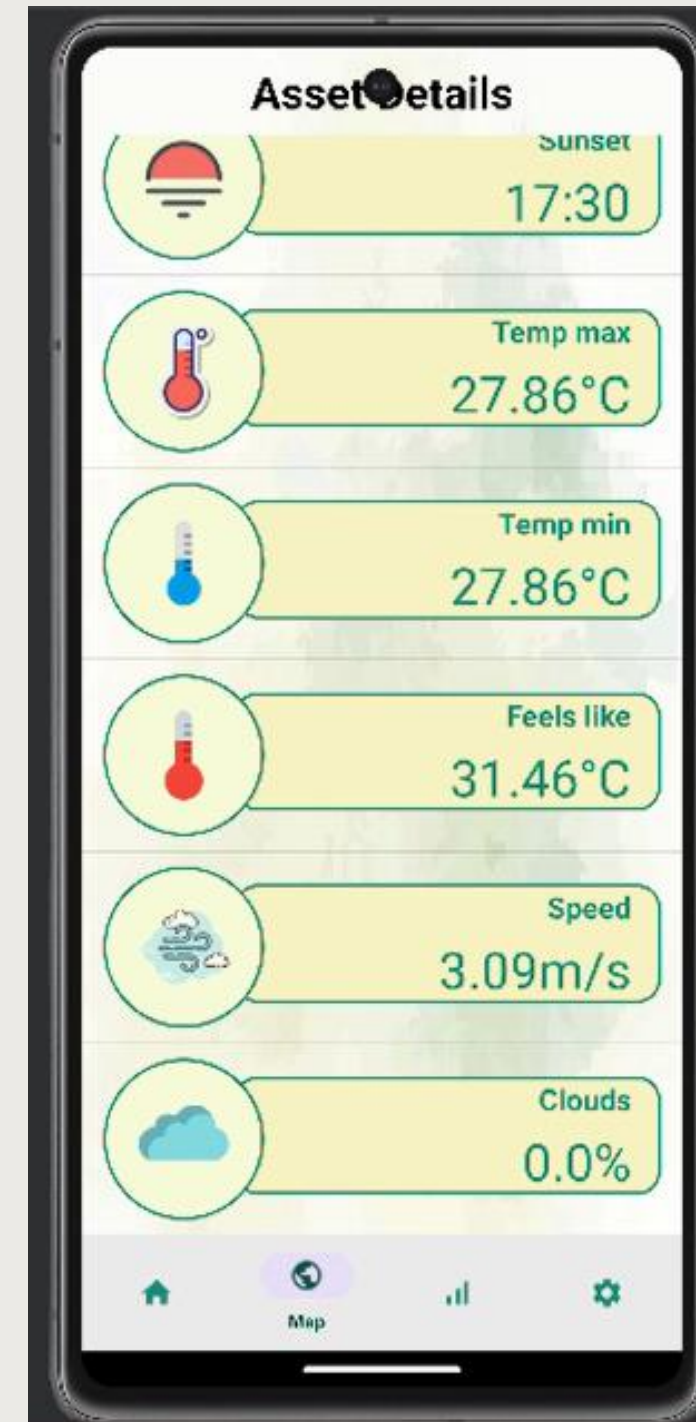 Asset Details
Sunset
17:30
Temp max
27.86°C
Temp min
27.86°C
Feels like
31.46°C
Speed
3.09m/s
Clouds
0.0%
Map